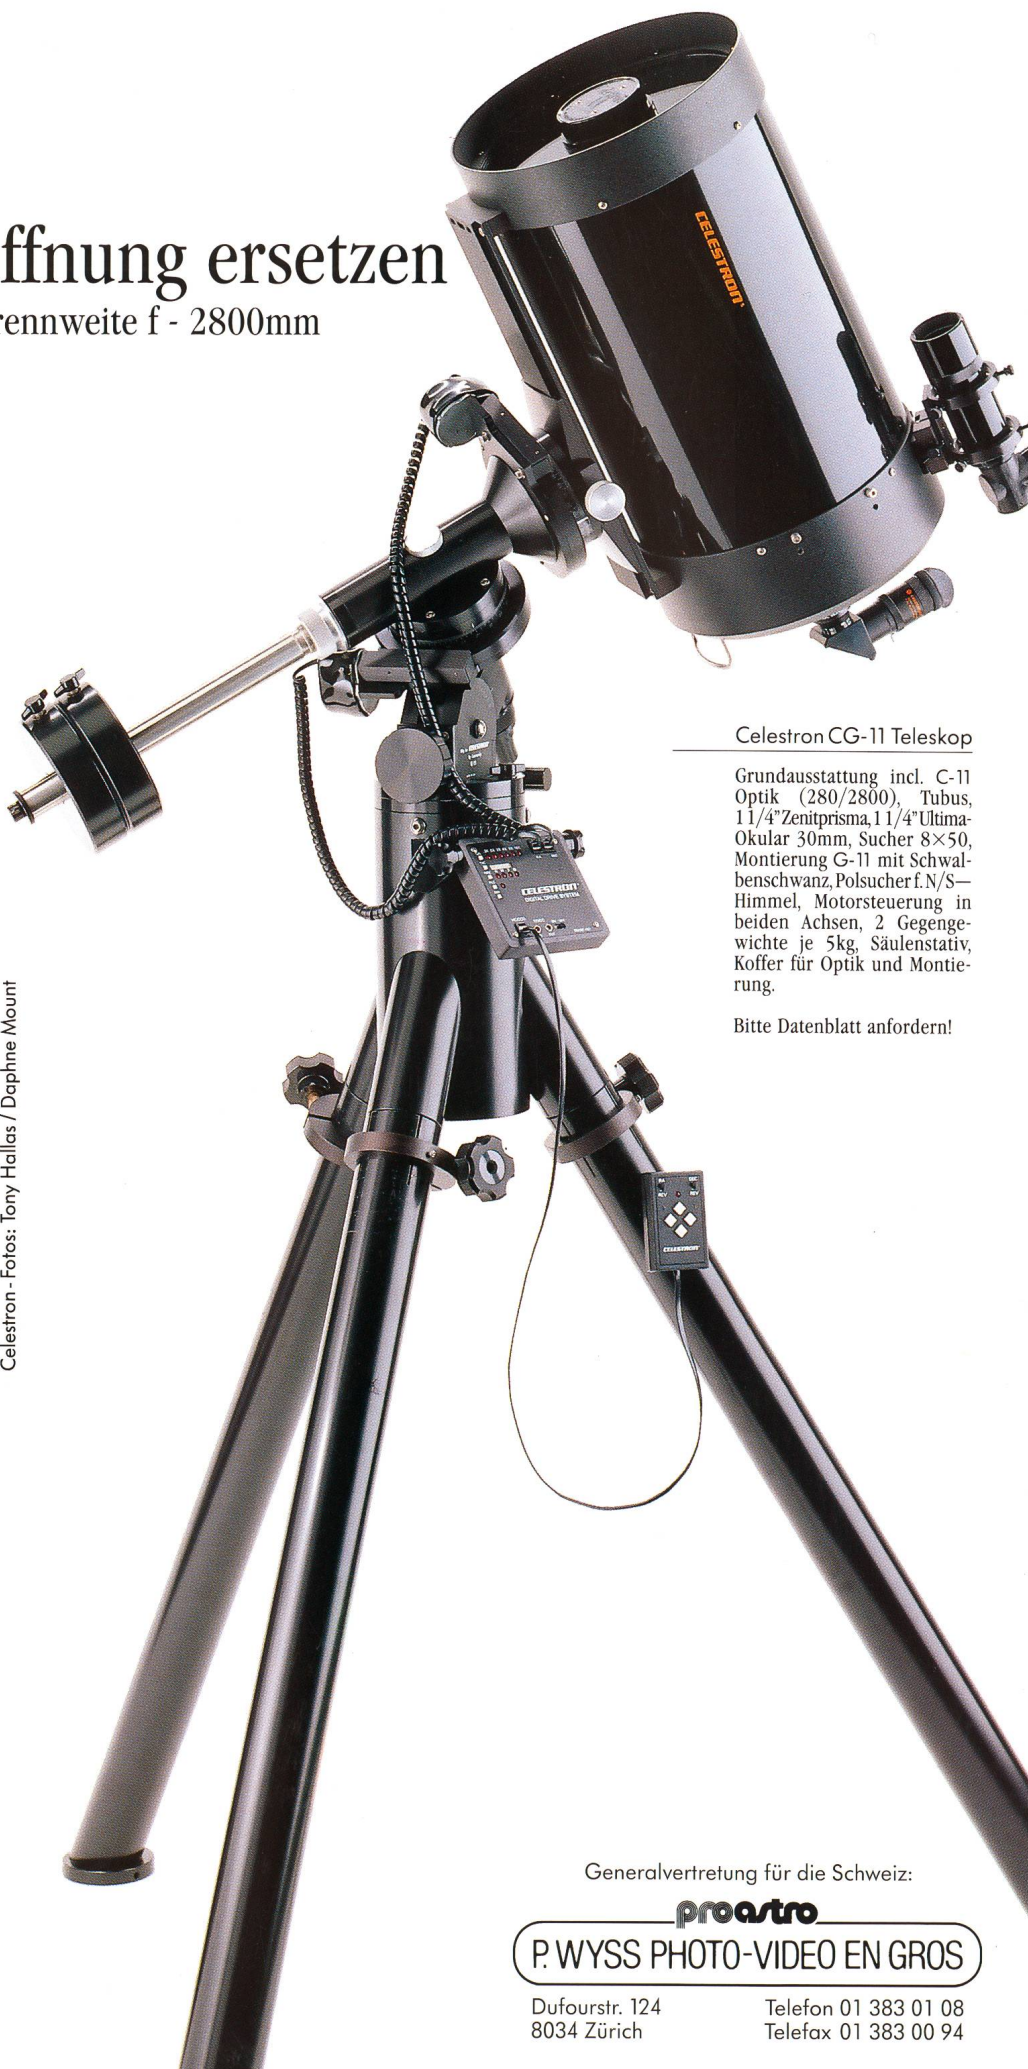 ffnung ersetzen
rennweite f - 2800mm
CELESTRON
Celestron CG-11 Teleskop
Grundausstattung incl. C-11
Optik (280/2800), Tubus,
1 1/4” Zenitprisma, 1 1/4” Ultima-
Okular 30mm, Sucher 8×50,
Montierung G-11 mit Schwal-
benschwanz, Polsucher f. N/S—
Himmel, Motorsteuerung in
beiden Achsen, 2 Gegenge-
wichte je 5kg, Säulenstativ,
Koffer für Optik und Montie-
rung.
Bitte Datenblatt anfordern!
CELESTRON
DIGITAL DRIVE SYSTEM
RA DEC
REV REV
CELESTRON
Celestron - Fotos: Tony Hallas / Daphne Mount
Generalvertretung für die Schweiz:
proastro
P. WYSS PHOTO-VIDEO EN GROS
Dufourstr. 124
8034 Zürich
Telefon 01 383 01 08
Telefax 01 383 00 94